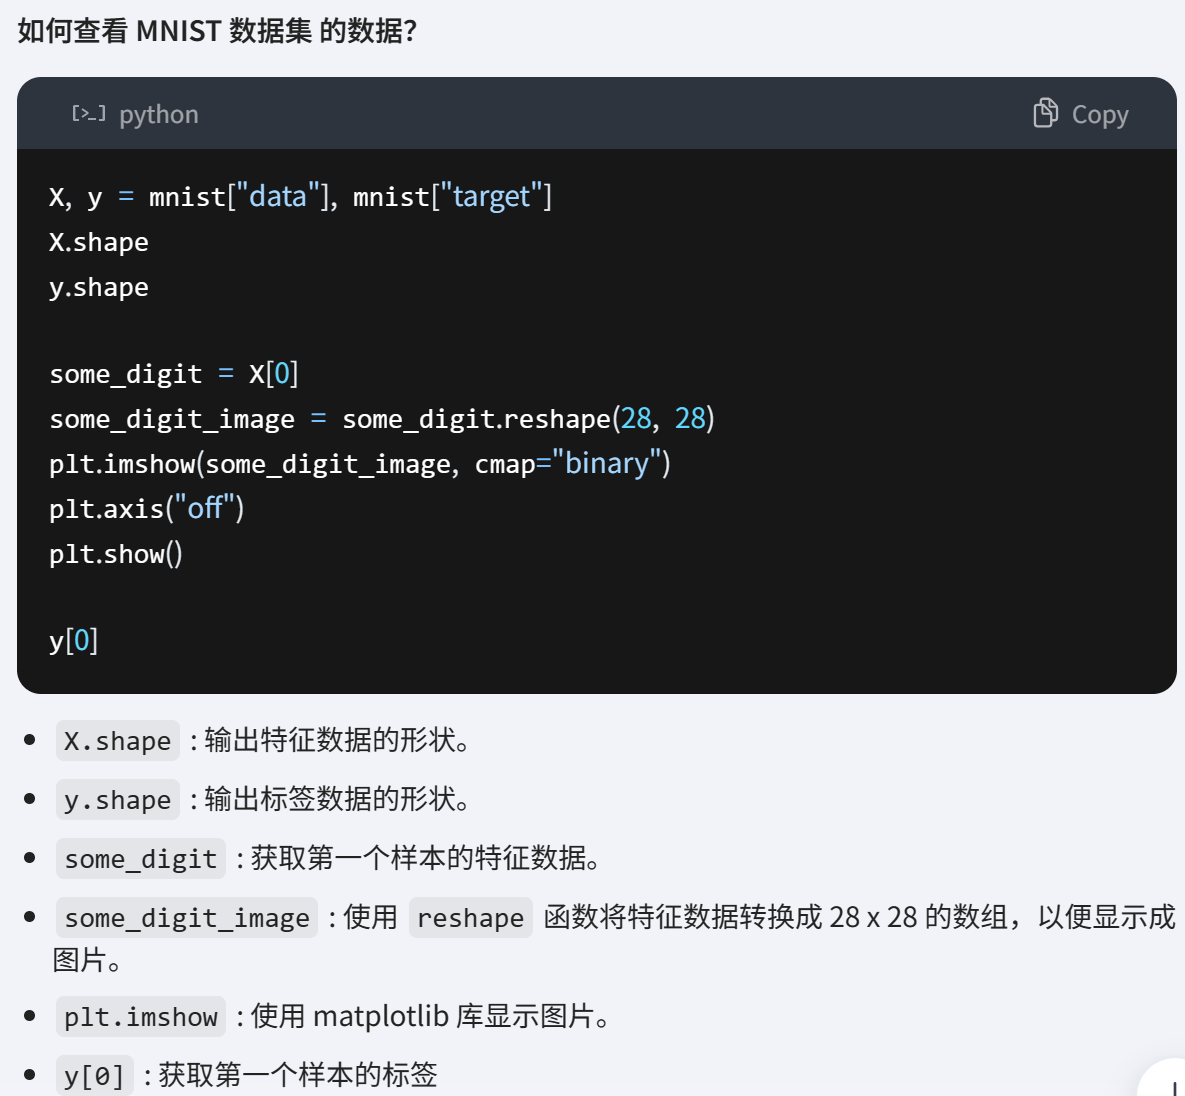 如何查看 MNIST 数据集 的数据？
python
Copy
X, y = mnist["data"], mnist["target"]
X.shape
y.shape
some_digit = X[0]
some_digit_image = some_digit.reshape(28, 28)
plt.imshow(some_digit_image, cmap="binary")
plt.axis("off")
plt.show()
y[0]
X.shape : 输出特征数据的形状。
y.shape : 输出标签数据的形状。
some_digit : 获取第一个样本的特征数据。
some_digit_image : 使用 reshape 函数将特征数据转换成 28 x 28 的数组，以便显示成
图片。
plt.imshow : 使用 matplotlib 库显示图片。
y[0] : 获取第一个样本的标签